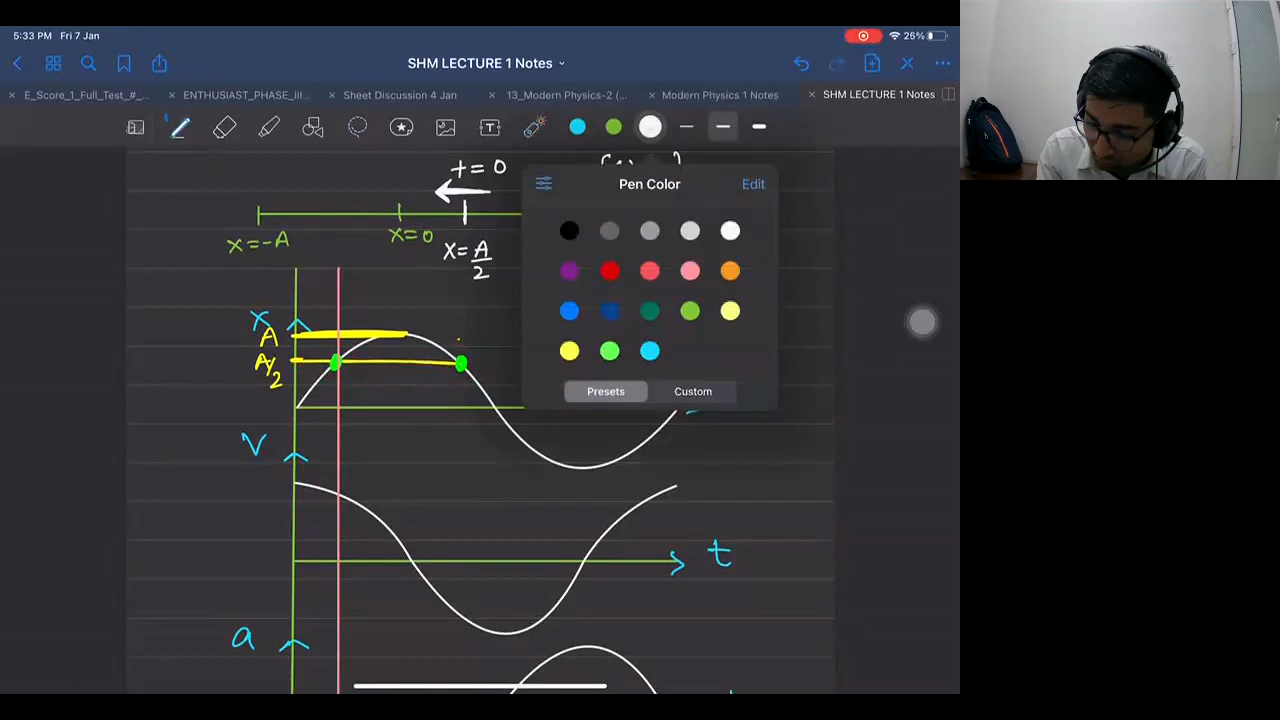 5:33 PM Fri 7 Jan
26%
SHM LECTURE 1 Notes
E_Score_1_Full_Test_#_...
ENTHUSIAST_PHASE_III...
Sheet Discussion 4 Jan
13_Modern Physics-2 (...
Modern Physics 1 Notes
SHM LECTURE 1 Notes
t=0
Pen Color
Edit
x=-A
x=0
x=A/2
x
A
A/2
Presets
Custom
V
t
a